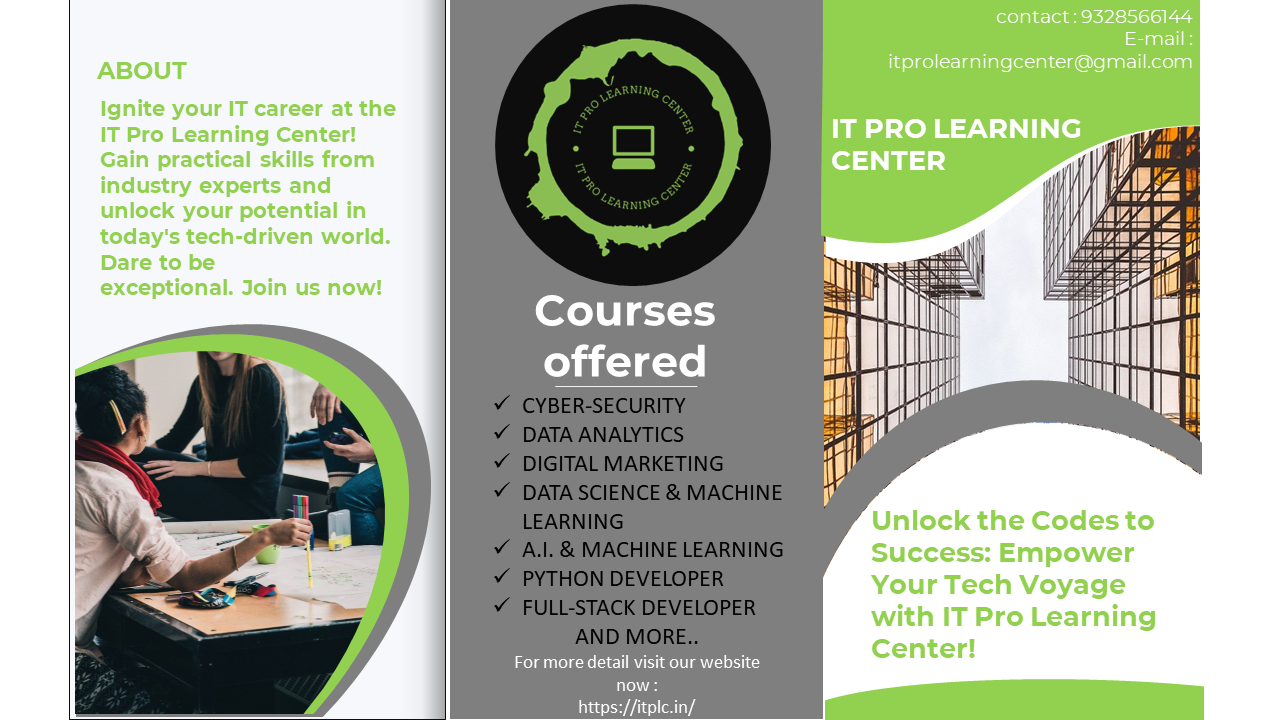 ABOUT
Ignite your IT career at the
IT Pro Learning Center!
Gain practical skills from
industry experts and
unlock your potential in
today's tech-driven world.
Dare to be
exceptional. Join us now!
IT PRO LEARNING CENTER
IT PRO LEARNING CENTER
Courses
offered
✓ CYBER-SECURITY
✓ DATA ANALYTICS
✓ DIGITAL MARKETING
✓ DATA SCIENCE & MACHINE
LEARNING
✓ A.I. & MACHINE LEARNING
✓ PYTHON DEVELOPER
✓ FULL-STACK DEVELOPER
AND MORE..
For more detail visit our website
now :
https://itplc.in/
contact : 9328566144
E-mail :
itprolearningcenter@gmail.com
IT PRO LEARNING
CENTER
Unlock the Codes to
Success: Empower
Your Tech Voyage
with IT Pro Learning
Center!